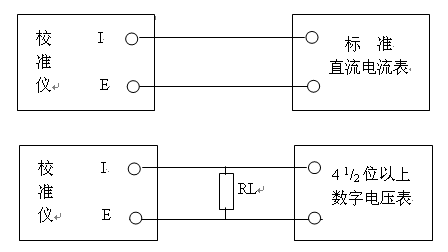 校 准 仪
I
E
标 准
直流电流表
校 准 仪
I
E
RL
4 1/2 位以上
数字电压表